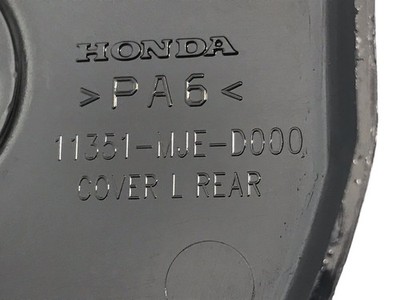 HONDA
>PA6<
11351-MJE-D000
COVER L REAR